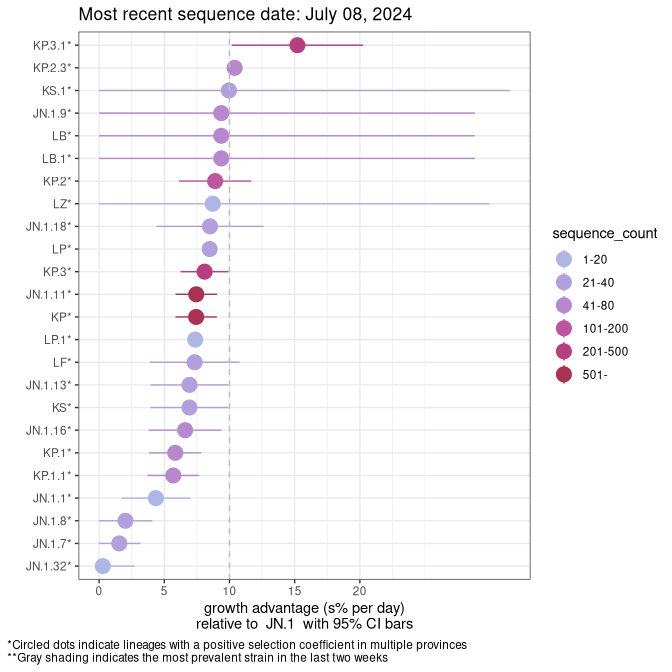 Most recent sequence date: July 08, 2024
KP.3.1*
KP.2.3*
KS.1*
JN.1.9*
LB*
LB.1*
KP.2*
LZ*
JN.1.18*
LP*
KP.3*
JN.1.11*
KP*
LP.1*
LF*
JN.1.13*
KS*
JN.1.16*
KP.1*
KP.1.1*
JN.1.1*
JN.1.8*
JN.1.7*
JN.1.32*
0 5 10 15 20
growth advantage (s% per day)
relative to JN.1 with 95% CI bars
sequence_count
1-20
21-40
41-80
101-200
201-500
501-
*Circled dots indicate lineages with a positive selection coefficient in multiple provinces
**Gray shading indicates the most prevalent strain in the last two weeks